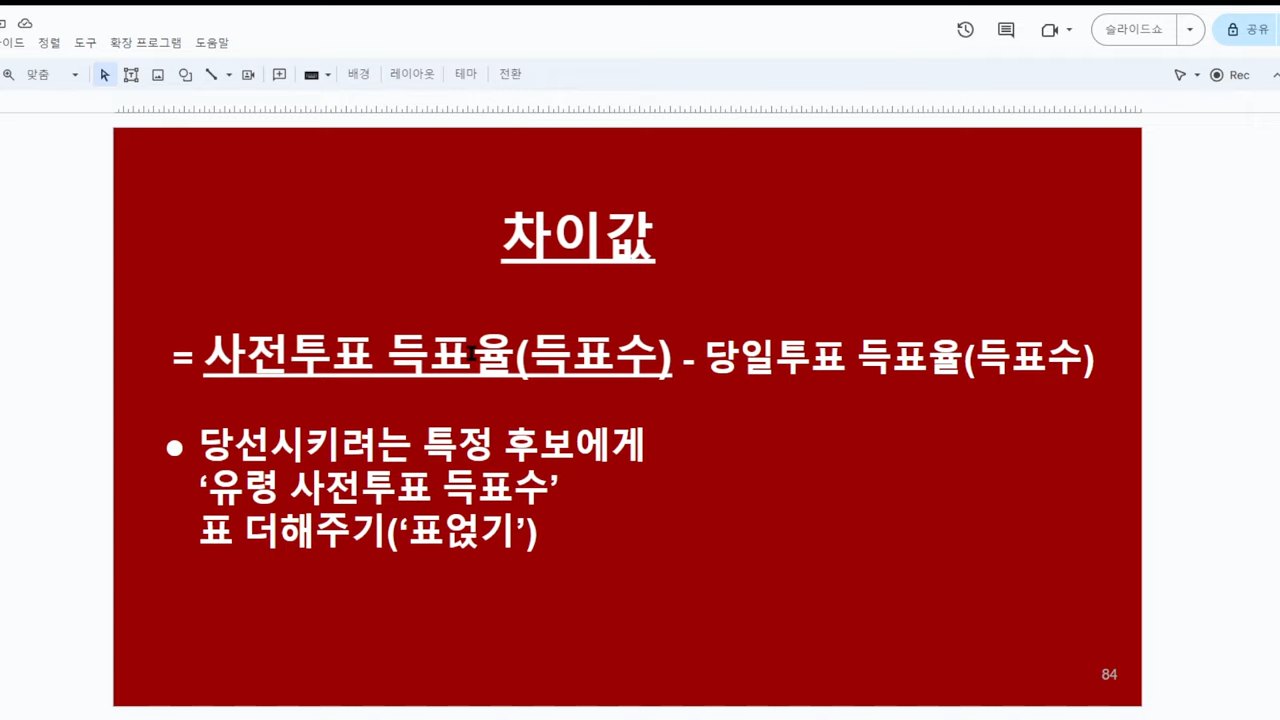 이드 정렬 도구 확장 프로그램 도움말
슬라이드쇼 공유
맞춤 배경 레이아웃 테마 전환 Rec
차이값
= 사전투표 득표율(득표수) - 당일투표 득표율(득표수)
● 당선시키려는 특정 후보에게
‘유령 사전투표 득표수’
표 더해주기(‘표얹기’)
84